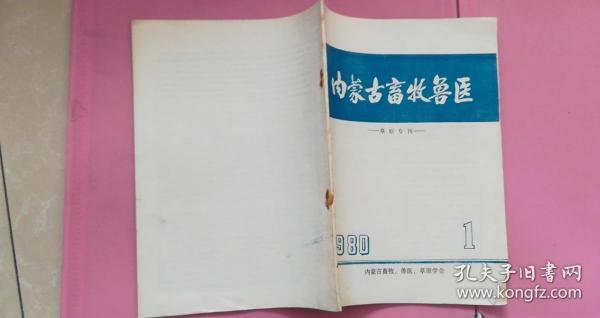 内蒙古畜牧兽医
——草原专刊——
1980
1
内蒙古畜牧、兽医、草原学会
孔夫子旧书网
www.kongfz.com